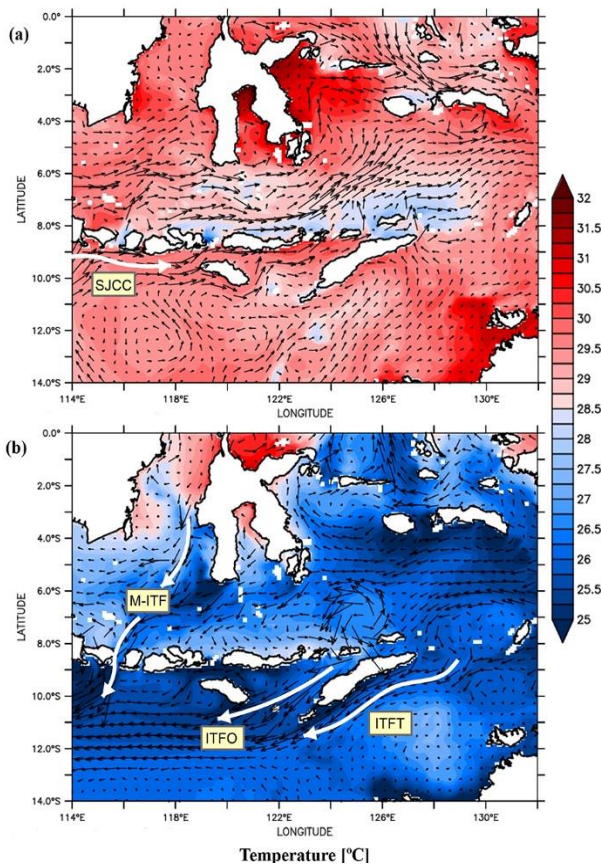 (a)
0.0°
2.0°S
4.0°S
6.0°S
8.0°S
10.0°S
12.0°S
14.0°S
LATITUDE
SJCC
114°E
118°E
122°E
126°E
130°E
LONGITUDE
(b)
0.0°
2.0°S
4.0°S
6.0°S
8.0°S
10.0°S
12.0°S
14.0°S
LATITUDE
M-ITF
ITFO
ITFT
114°E
118°E
122°E
126°E
130°E
LONGITUDE
32
31.5
31
30.5
30
29.5
29
28.5
28
27.5
27
26.5
26
25.5
25
Temperature [ºC]